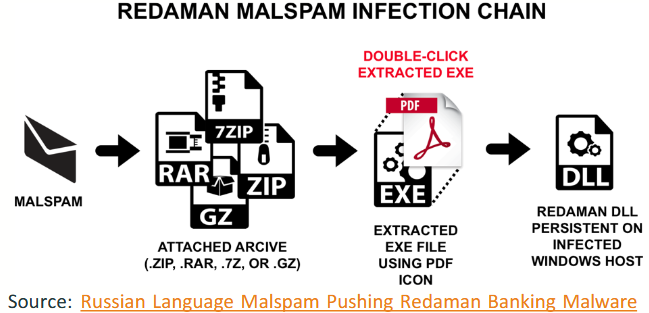 REDAMAN MALSPAM INFECTION CHAIN
DOUBLE-CLICK
EXTRACTED EXE
PDF
7ZIP
RAR
ZIP
GZ
EXE
DLL
MALSPAM
ATTACHED ARCIVE
(.ZIP, .RAR, .7Z, OR .GZ)
EXTRACTED
EXE FILE
USING PDF
ICON
REDAMAN DLL
PERSISTENT ON
INFECTED
WINDOWS HOST
Source: Russian Language Malspam Pushing Redaman Banking Malware